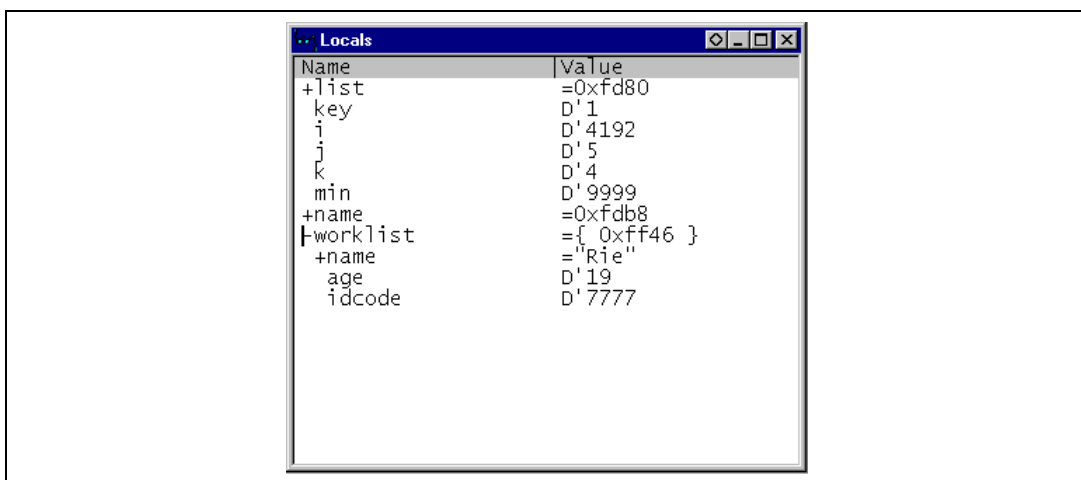 Locals
Name Value
+list =0xfd80
key D'1
i D'4192
j D'5
k D'4
min D'9999
+name =0xfdb8
-worklist ={ 0xff46 }
+name ="Rie"
age D'19
idcode D'7777